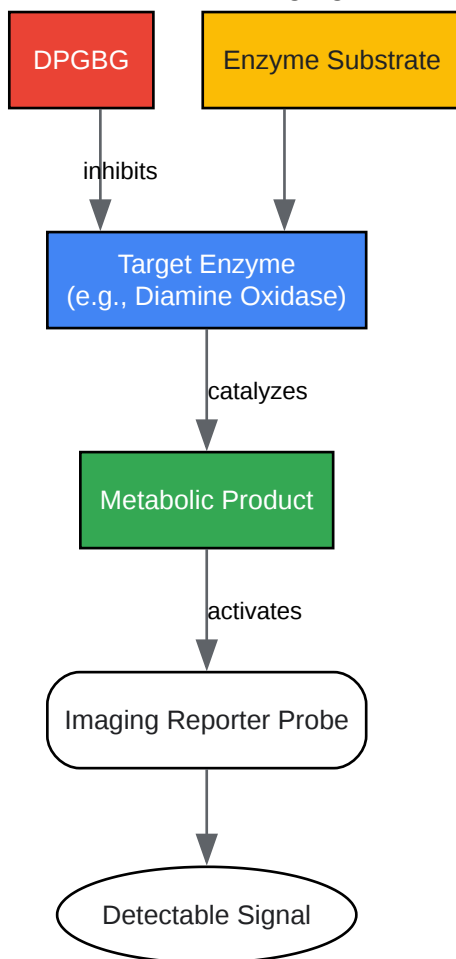 DPGBG
Enzyme Substrate
inhibits
Target Enzyme
(e.g., Diamine Oxidase)
catalyzes
Metabolic Product
activates
Imaging Reporter Probe
Detectable Signal